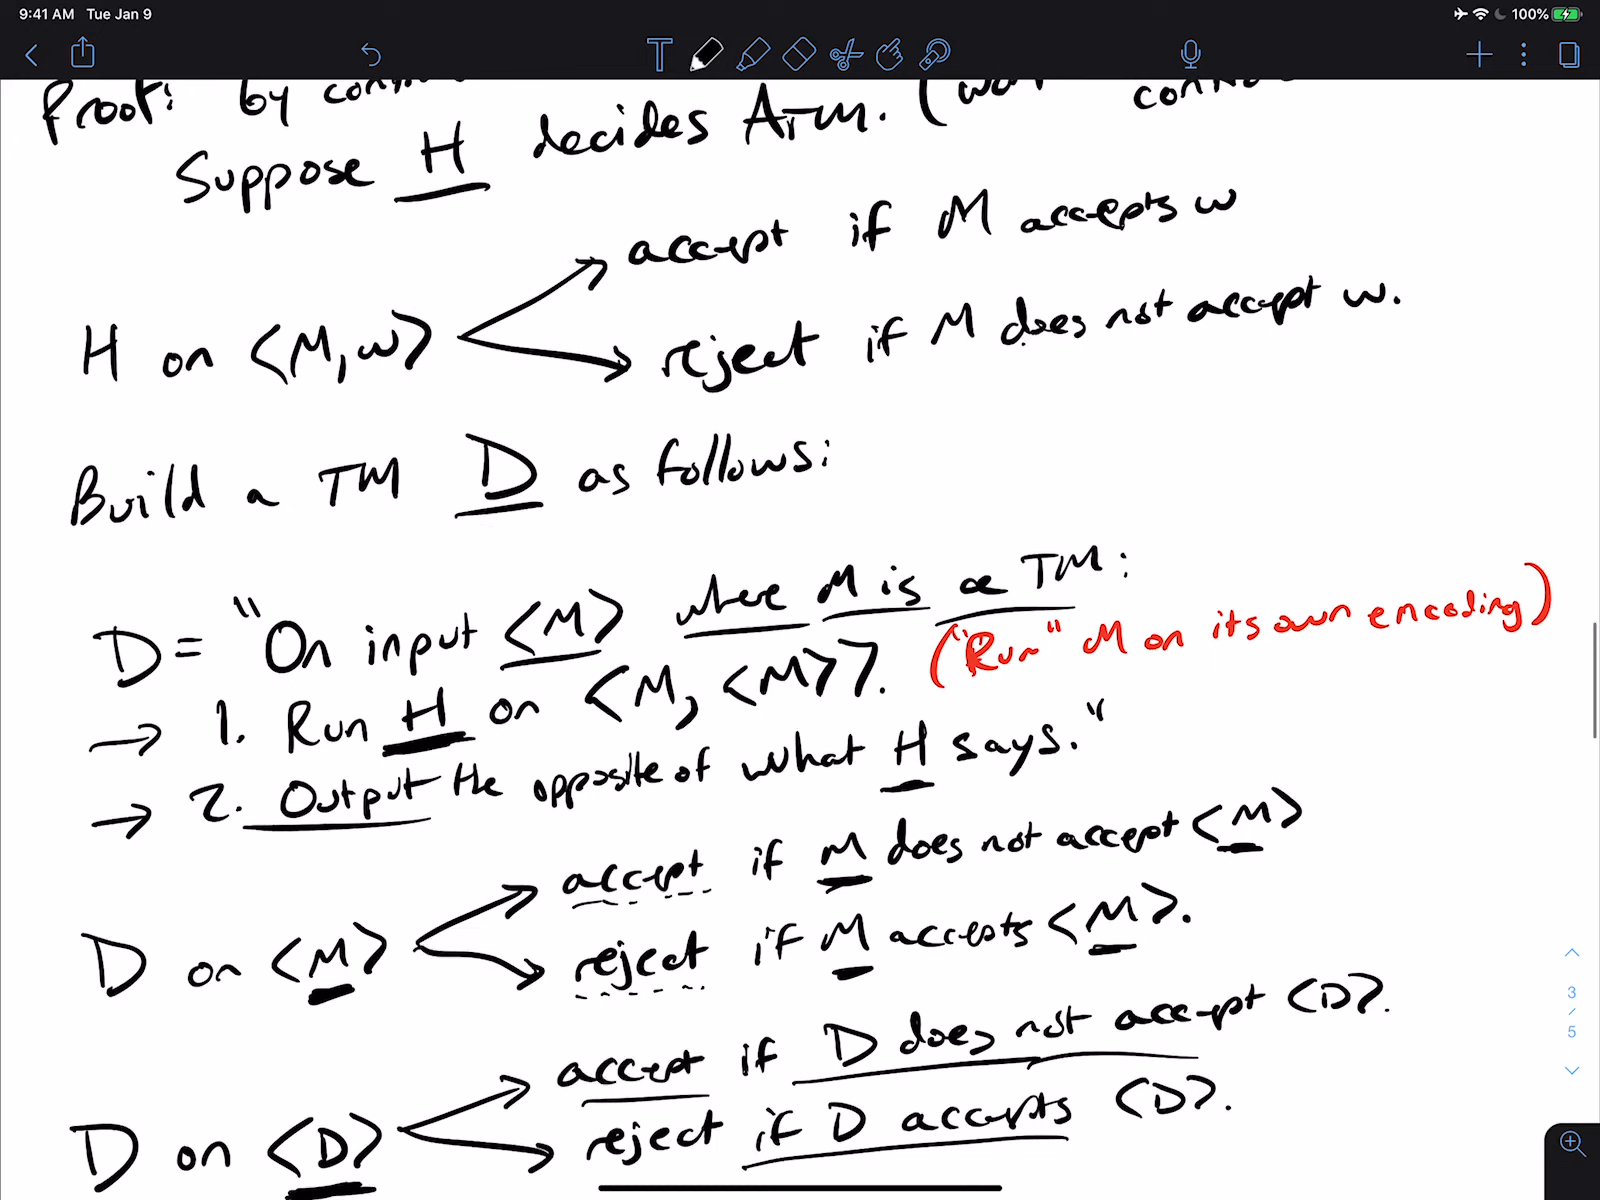 9:41 AM Tue Jan 9
100%
Proof: by
Suppose H decides ATM.
H on <M, w>
accept if M accepts w
reject if M does not accept w.
Build a TM D as follows:
D = "On input <M> where M is a TM:
("Run" M on its own encoding)
→ 1. Run H on <M, <M>>.
→ 2. Output the opposite of what H says."
D on <M>
accept if M does not accept <M>
reject if M accepts <M>.
D on <D>
accept if D does not accept <D>.
reject if D accepts <D>.
3
/
5